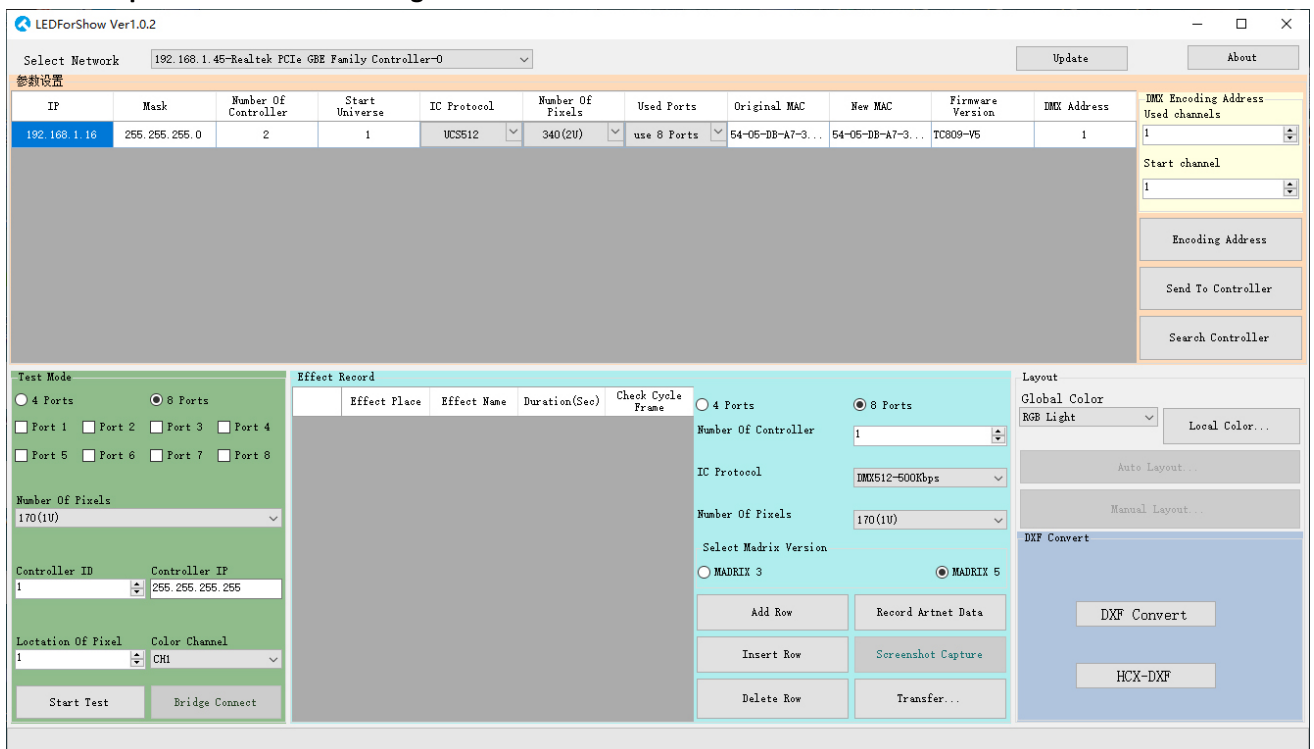 LEDForShow Ver1.0.2
Select Network 192.168.1.45-Realtek PCIe GBE Family Controller-0 Update About
参数设置
IP Mask Number Of Controller Start Universe IC Protocol Number Of Pixels Used Ports Original MAC New MAC Firmware Version DMX Address
192.168.1.16 255.255.255.0 2 1 UCS512 340(2U) use 8 Ports 54-05-DB-A7-3... 54-05-DB-A7-3... TC809-V5 1
DMX Encoding Address
Used channels
1
Start channel
1
Encoding Address
Send To Controller
Search Controller
Test Mode
4 Ports 8 Ports
Port 1 Port 2 Port 3 Port 4
Port 5 Port 6 Port 7 Port 8
Number Of Pixels
170(1U)
Controller ID Controller IP
1 255.255.255.255
Loctation Of Pixel Color Channel
1 CH1
Start Test Bridge Connect
Effect Record
Effect Place Effect Name Duration(Sec) Check Cycle Frame
4 Ports 8 Ports
Number Of Controller 1
IC Protocol DMX512-500Kbps
Number Of Pixels 170(1U)
Select Madrix Version
MADRIX 3 MADRIX 5
Add Row Record Artnet Data
Insert Row Screenshot Capture
Delete Row Transfer...
Layout
Global Color
RGB Light Local Color...
Auto Layout...
Manual Layout...
DXF Convert
DXF Convert
HCX-DXF